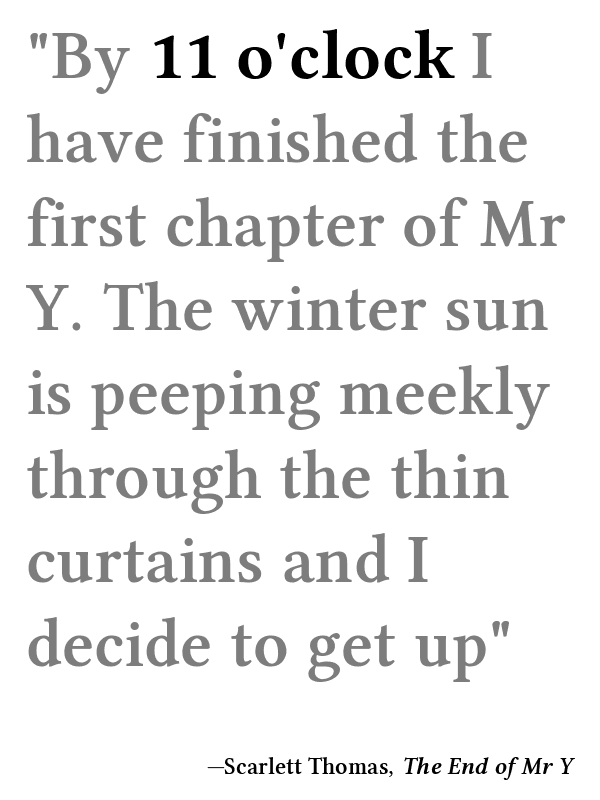 "By 11 o'clock I
have finished the
first chapter of Mr
Y. The winter sun
is peeping meekly
through the thin
curtains and I
decide to get up"
—Scarlett Thomas, The End of Mr Y